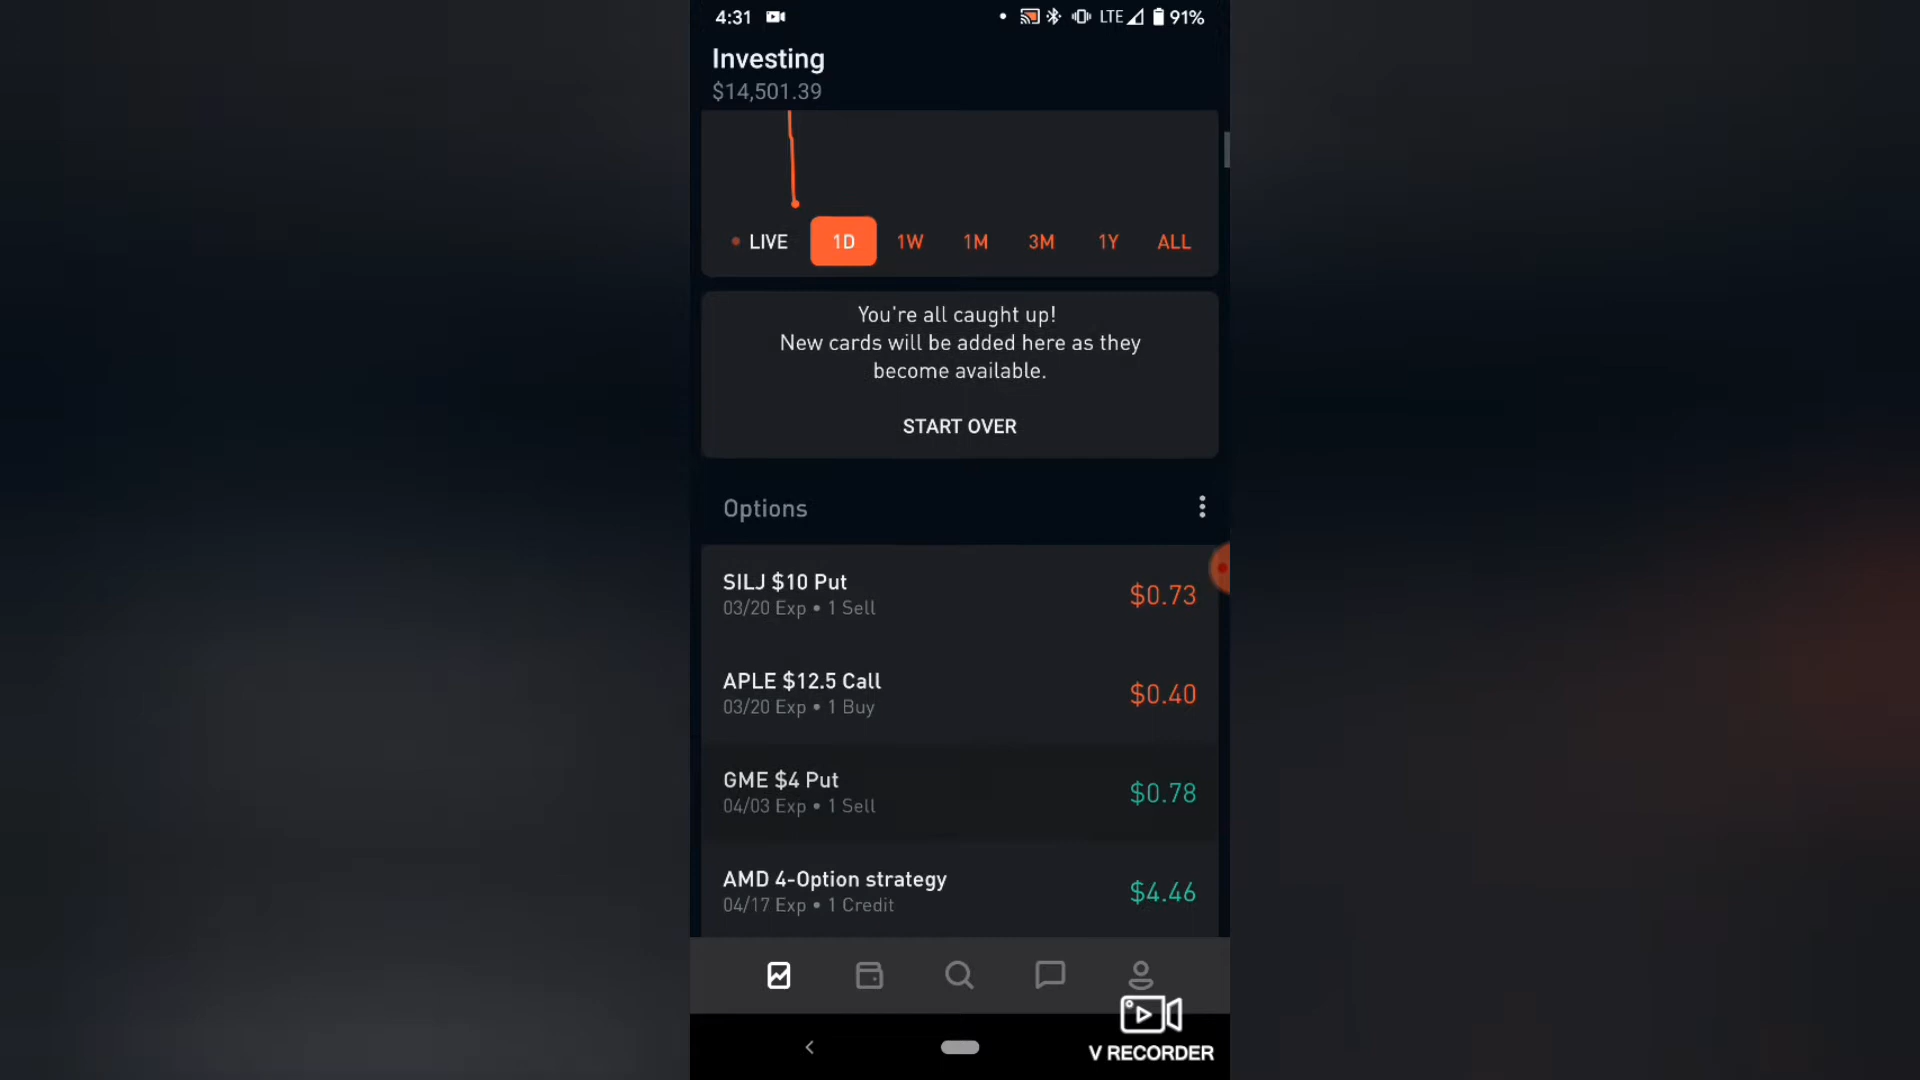 4:31 LTE 91%
Investing
$14,501.39
LIVE 1D 1W 1M 3M 1Y ALL
You're all caught up!
New cards will be added here as they
become available.
START OVER
Options
SILJ $10 Put
03/20 Exp • 1 Sell
$0.73
APLE $12.5 Call
03/20 Exp • 1 Buy
$0.40
GME $4 Put
04/03 Exp • 1 Sell
$0.78
AMD 4-Option strategy
04/17 Exp • 1 Credit
$4.46
V RECORDER